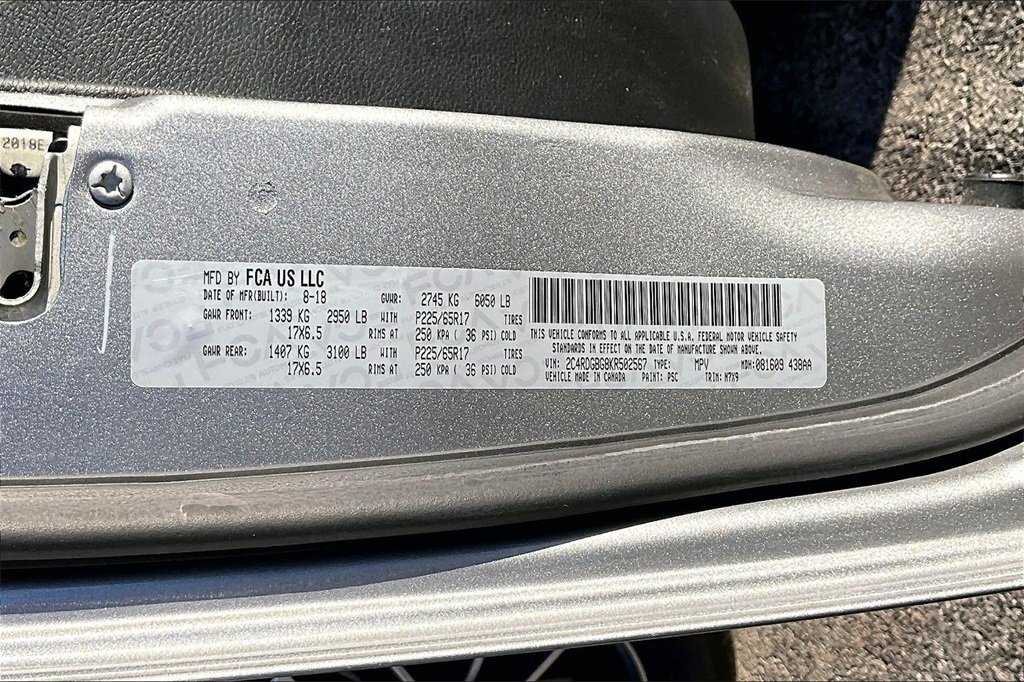 2018E
MFD BY FCA US LLC
DATE OF MFR(BUILT): 8-18 GVWR: 2745 KG 6050 LB
GAWR FRONT: 1339 KG 2950 LB WITH P225/65R17 TIRES
17X6.5 RIMS AT 250 KPA ( 36 PSI) COLD
GAWR REAR: 1407 KG 3100 LB WITH P225/65R17 TIRES
17X6.5 RIMS AT 250 KPA ( 36 PSI) COLD
THIS VEHICLE CONFORMS TO ALL APPLICABLE U.S.A. FEDERAL MOTOR VEHICLE SAFETY
STANDARDS IN EFFECT ON THE DATE OF MANUFACTURE SHOWN ABOVE.
VIN: 2C4RDGBG8KR502567 TYPE: MPV MDH: 081609 438AA
VEHICLE MADE IN CANADA PAINT: PSC TRIM: M7X9